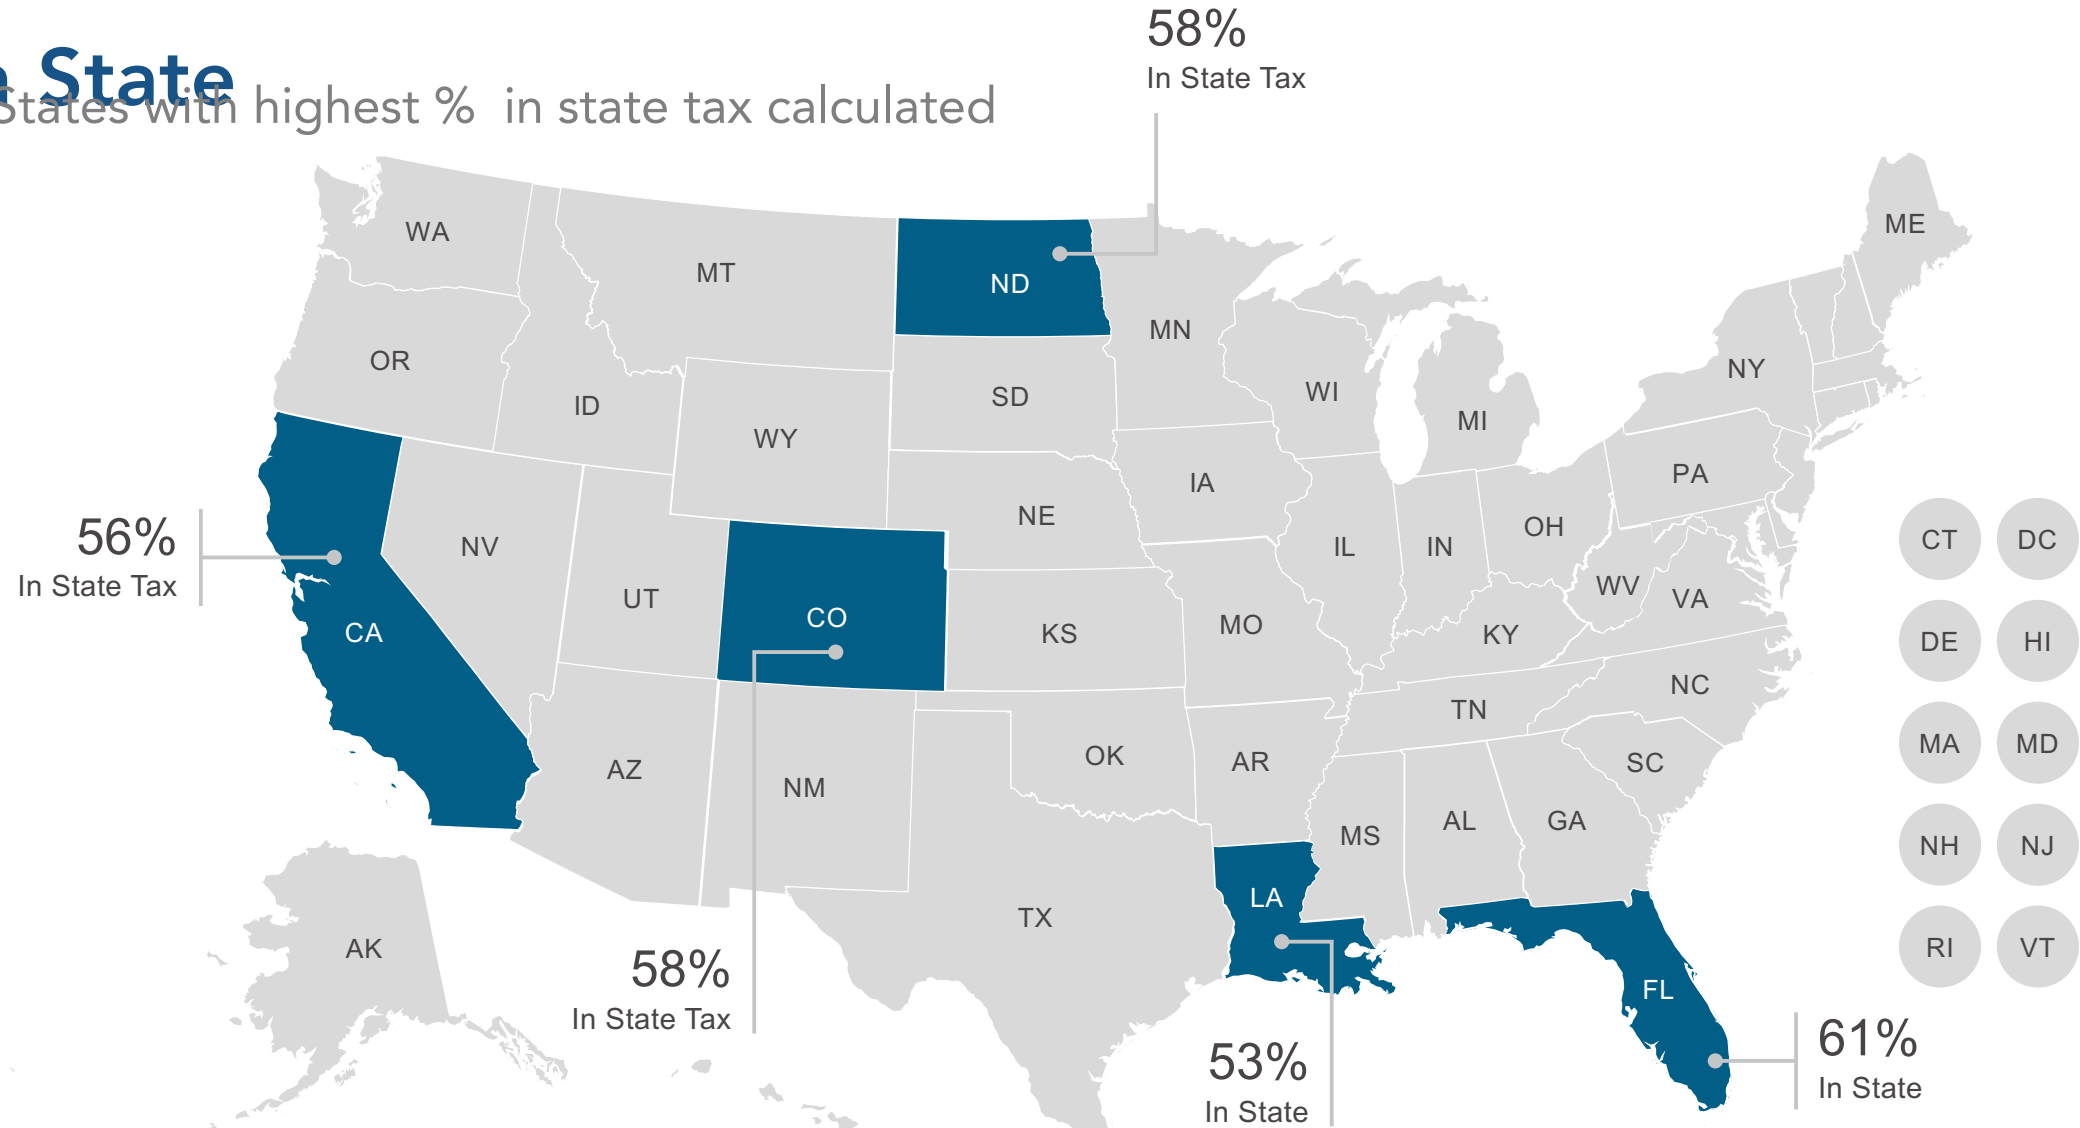 58%
In State Tax
State
States with highest % in state tax calculated
WA
MT
ND
ME
MN
OR
ID
SD
WI
NY
MI
WY
IA
PA
56%
In State Tax
NV
NE
IL
IN
OH
CT
DC
UT
CO
KS
MO
WV
VA
CA
KY
DE
HI
NC
TN
AZ
NM
OK
AR
SC
MA
MD
MS
AL
GA
NH
NJ
LA
TX
AK
RI
VT
58%
In State Tax
FL
53%
In State
61%
In State